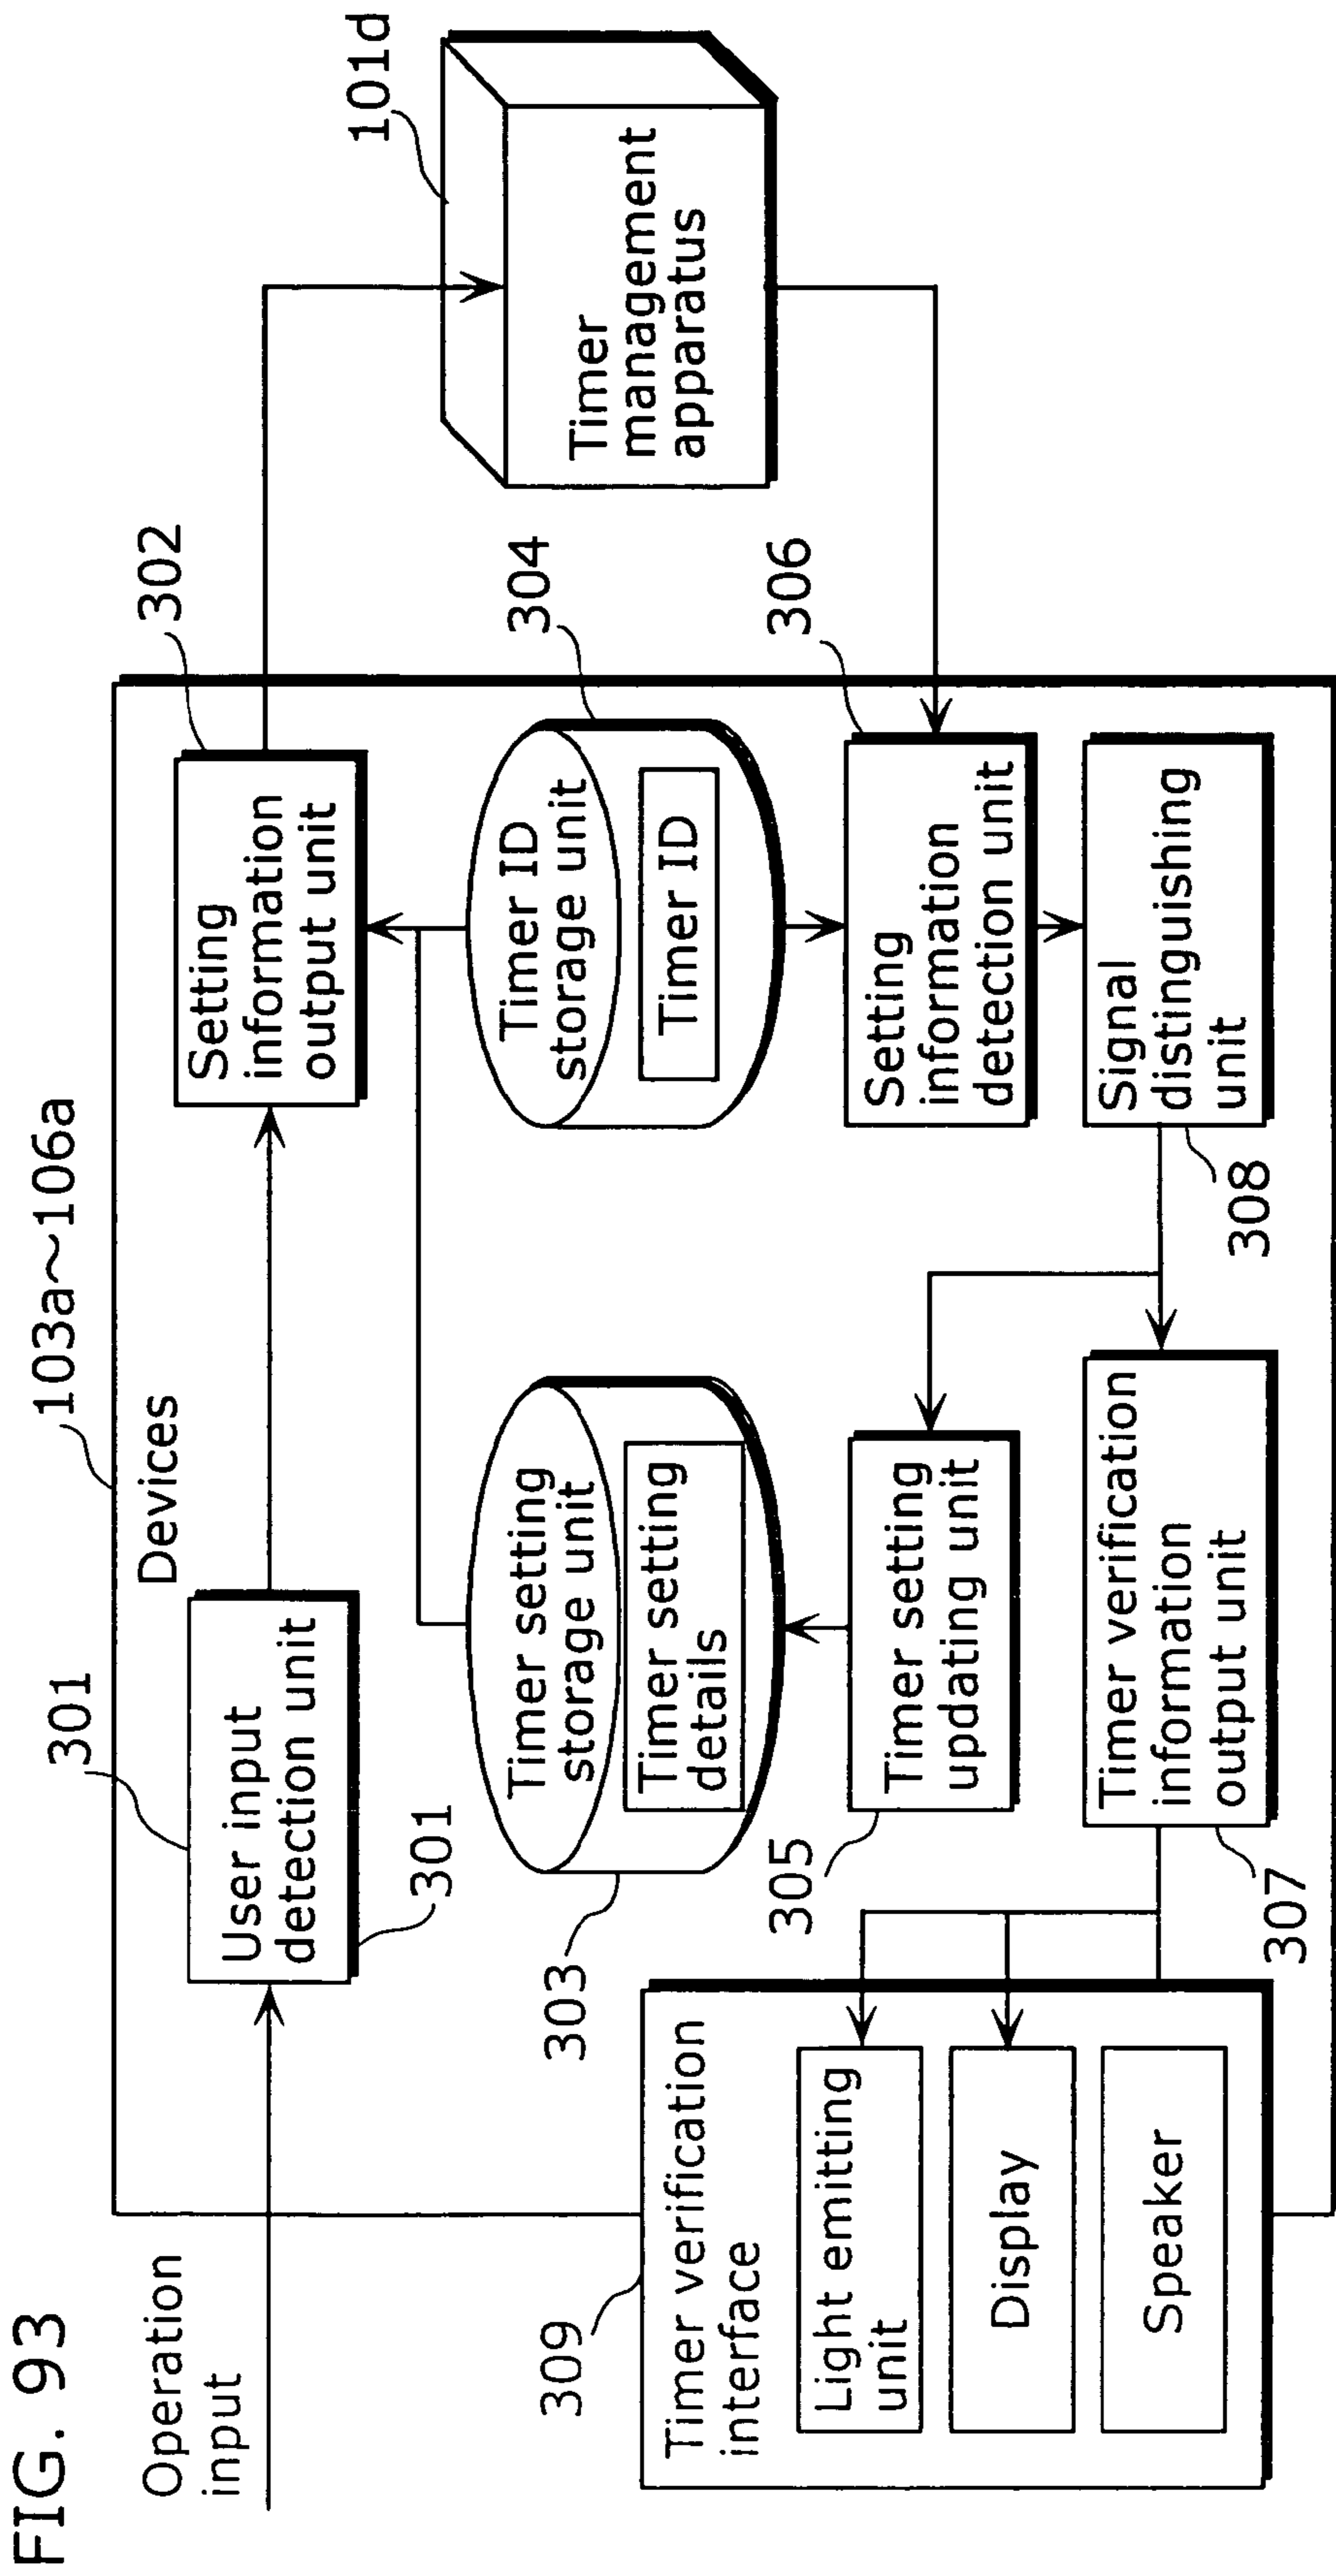 FIG. 93
103a~106a
Devices
Operation
input
301
User input
detection unit
301
302
Setting
information
output unit
101d
Timer
management
apparatus
303
Timer setting
storage unit
Timer setting
details
304
Timer ID
storage unit
Timer ID
305
Timer setting
updating unit
306
Setting
information
detection unit
309
Timer verification
interface
Light emitting
unit
Display
Speaker
307
Timer verification
information
output unit
308
Signal
distinguishing
unit